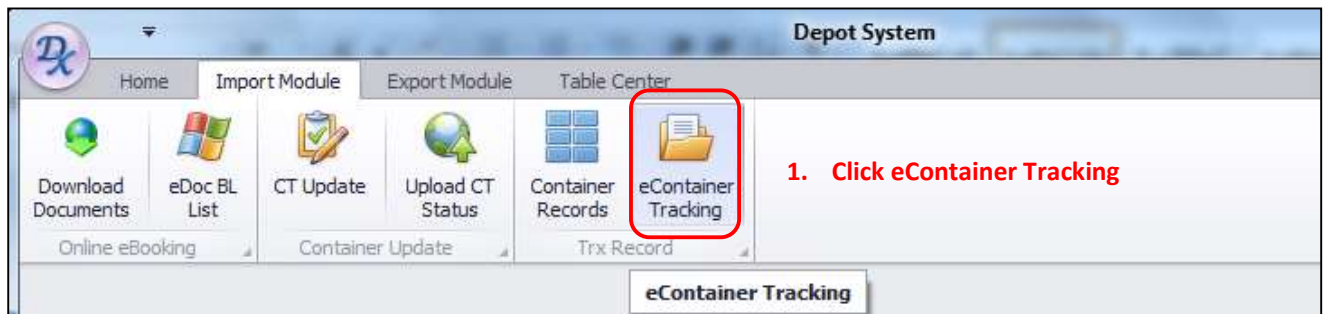 Depot System
DX
Home Import Module Export Module Table Center
Download Documents
eDoc BL List
CT Update
Upload CT Status
Container Records
eContainer Tracking
1. Click eContainer Tracking
Online eBooking Container Update Trx Record
eContainer Tracking